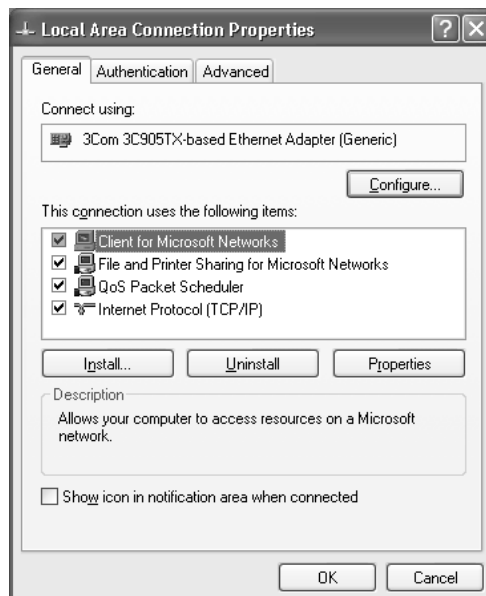 Local Area Connection Properties
General Authentication Advanced
Connect using:
3Com 3C905TX-based Ethernet Adapter (Generic)
Configure...
This connection uses the following items:
Client for Microsoft Networks
File and Printer Sharing for Microsoft Networks
QoS Packet Scheduler
Internet Protocol (TCP/IP)
Install... Uninstall Properties
Description
Allows your computer to access resources on a Microsoft
network.
Show icon in notification area when connected
OK Cancel